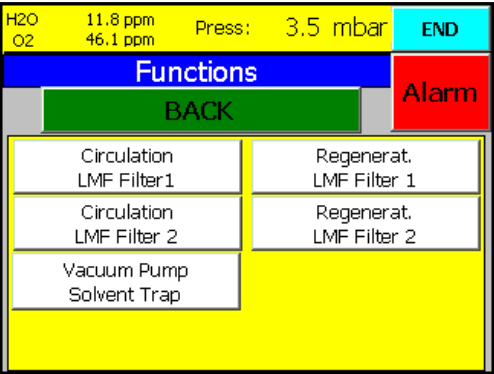 H2O 11.8 ppm Press: 3.5 mbar END
O2 46.1 ppm
Functions
Alarm
BACK
Circulation
LMF Filter1
Regenerat.
LMF Filter 1
Circulation
LMF Filter 2
Regenerat.
LMF Filter 2
Vacuum Pump
Solvent Trap